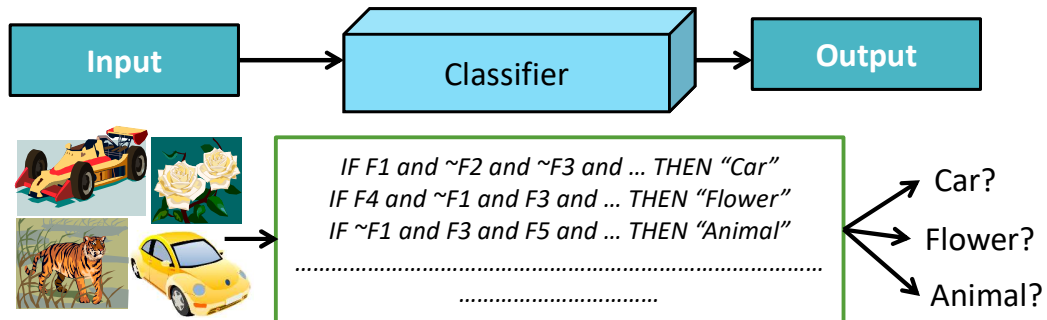 Input
Classifier
Output
IF F1 and ~F2 and ~F3 and ... THEN “Car”
IF F4 and ~F1 and F3 and ... THEN “Flower”
IF ~F1 and F3 and F5 and ... THEN “Animal”
........................................................................................
.................................
Car?
Flower?
Animal?